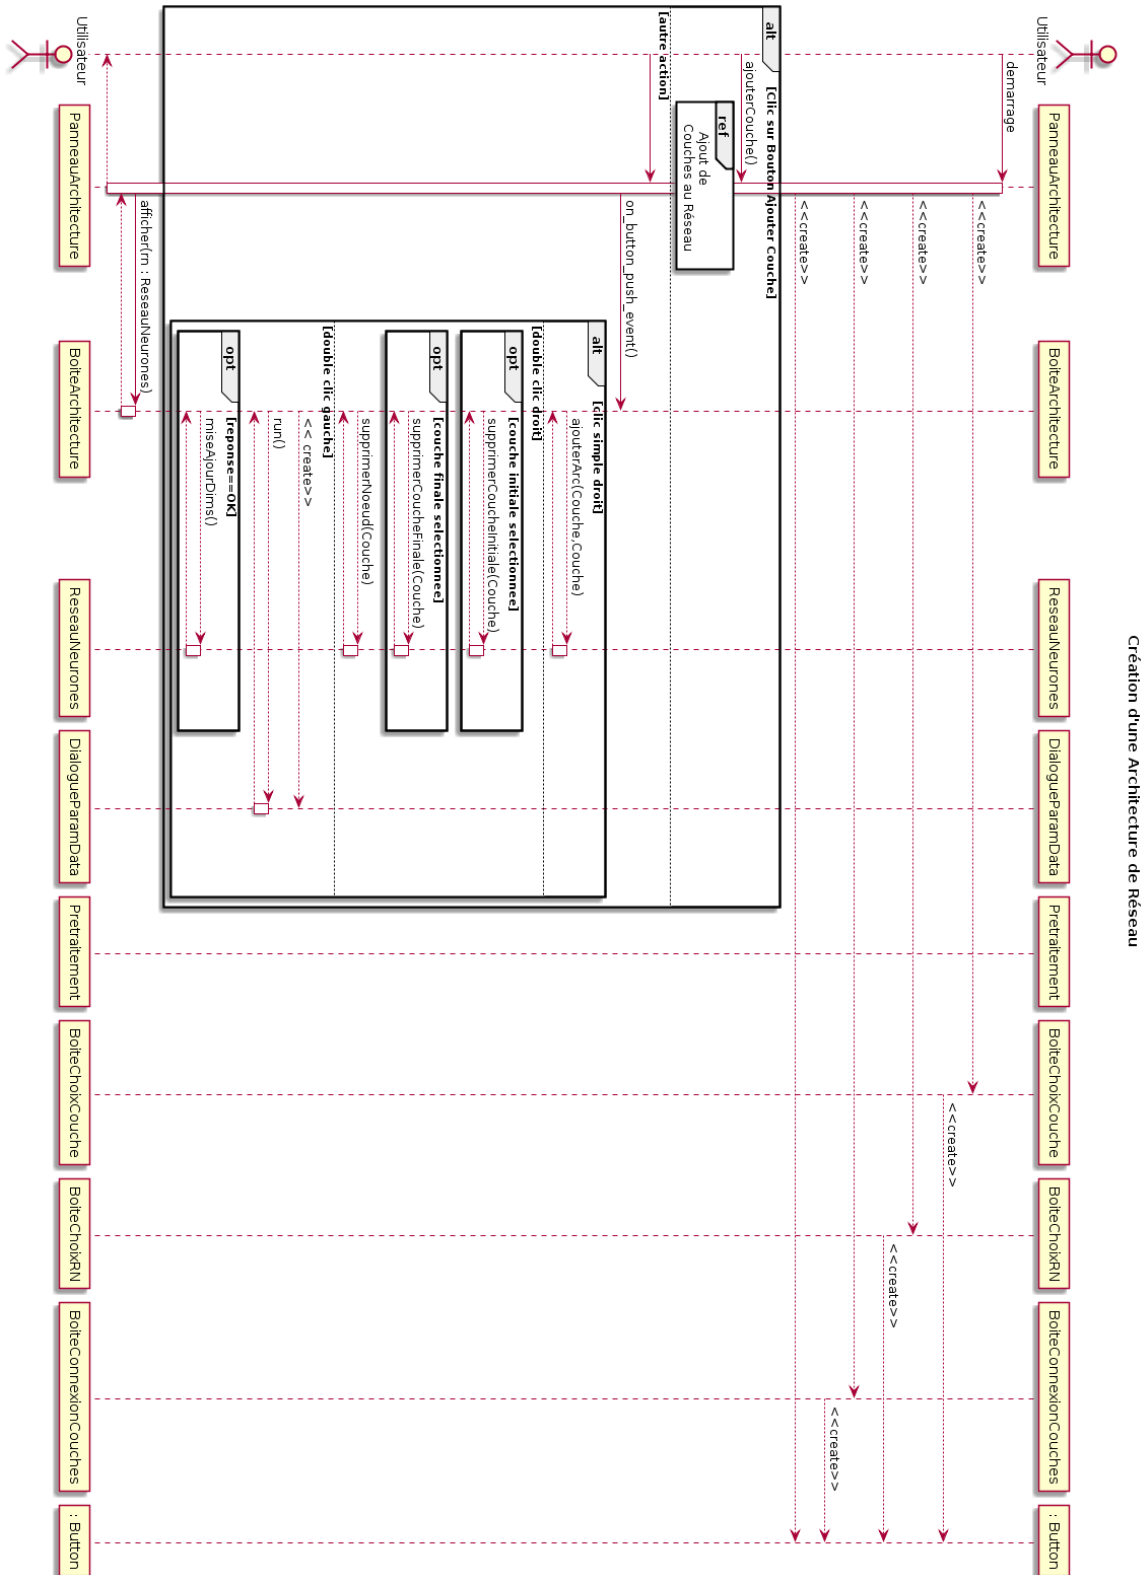 Création d'une Architecture de Réseau
Utilisateur
PanneauArchitecture
BoiteArchitecture
ReseauNeurones
DialogueParamData
Pretraitement
BoiteChoixCouche
BoiteChoixRN
BoiteConnexionCouches
: Button
demarrage
<<create>>
<<create>>
<<create>>
<<create>>
<<create>>
<<create>>
<<create>>
alt
[Clic sur Bouton Ajouter Couche]
ajouterCouche()
ref
Ajout de
Couches au Réseau
[autre action]
on_button_push_event()
alt
[clic simple droit]
ajouterArc(Couche,Couche)
[double clic droit]
opt
[couche initiale selectionnee]
supprimerCoucheInitiale(Couche)
opt
[couche finale selectionnee]
supprimerCoucheFinale(Couche)
supprimerNoeud(Couche)
[double clic gauche]
<< create>>
run()
opt
[reponse==OK]
miseAjourDims()
afficher(rn : ReseauNeurones)
Utilisateur
PanneauArchitecture
BoiteArchitecture
ReseauNeurones
DialogueParamData
Pretraitement
BoiteChoixCouche
BoiteChoixRN
BoiteConnexionCouches
: Button